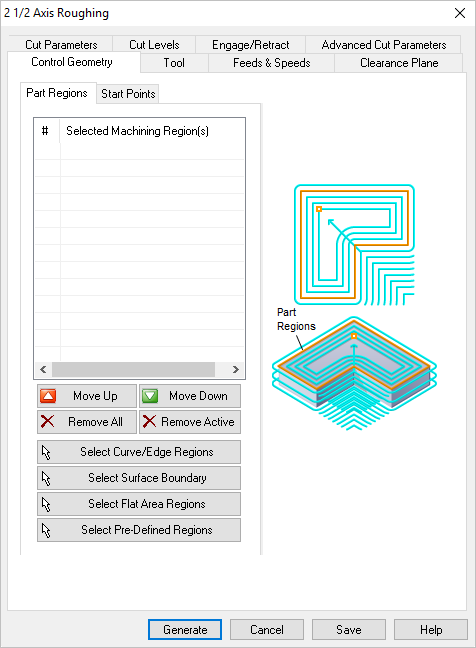 2 1/2 Axis Roughing
Cut Parameters Cut Levels Engage/Retract Advanced Cut Parameters
Control Geometry Tool Feeds & Speeds Clearance Plane
Part Regions Start Points
# Selected Machining Region(s)
Part
Regions
Move Up Move Down
Remove All Remove Active
Select Curve/Edge Regions
Select Surface Boundary
Select Flat Area Regions
Select Pre-Defined Regions
Generate Cancel Save Help